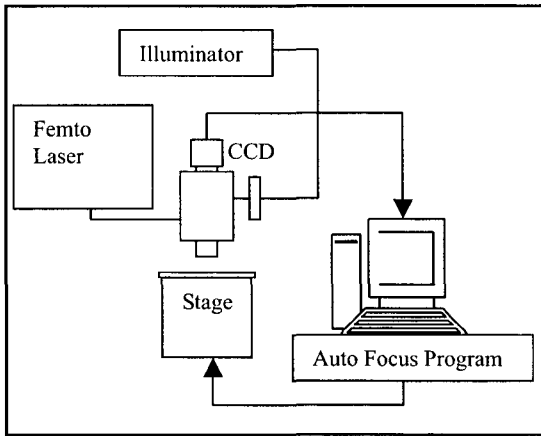 Illuminator
Femto
Laser
CCD
Stage
Auto Focus Program